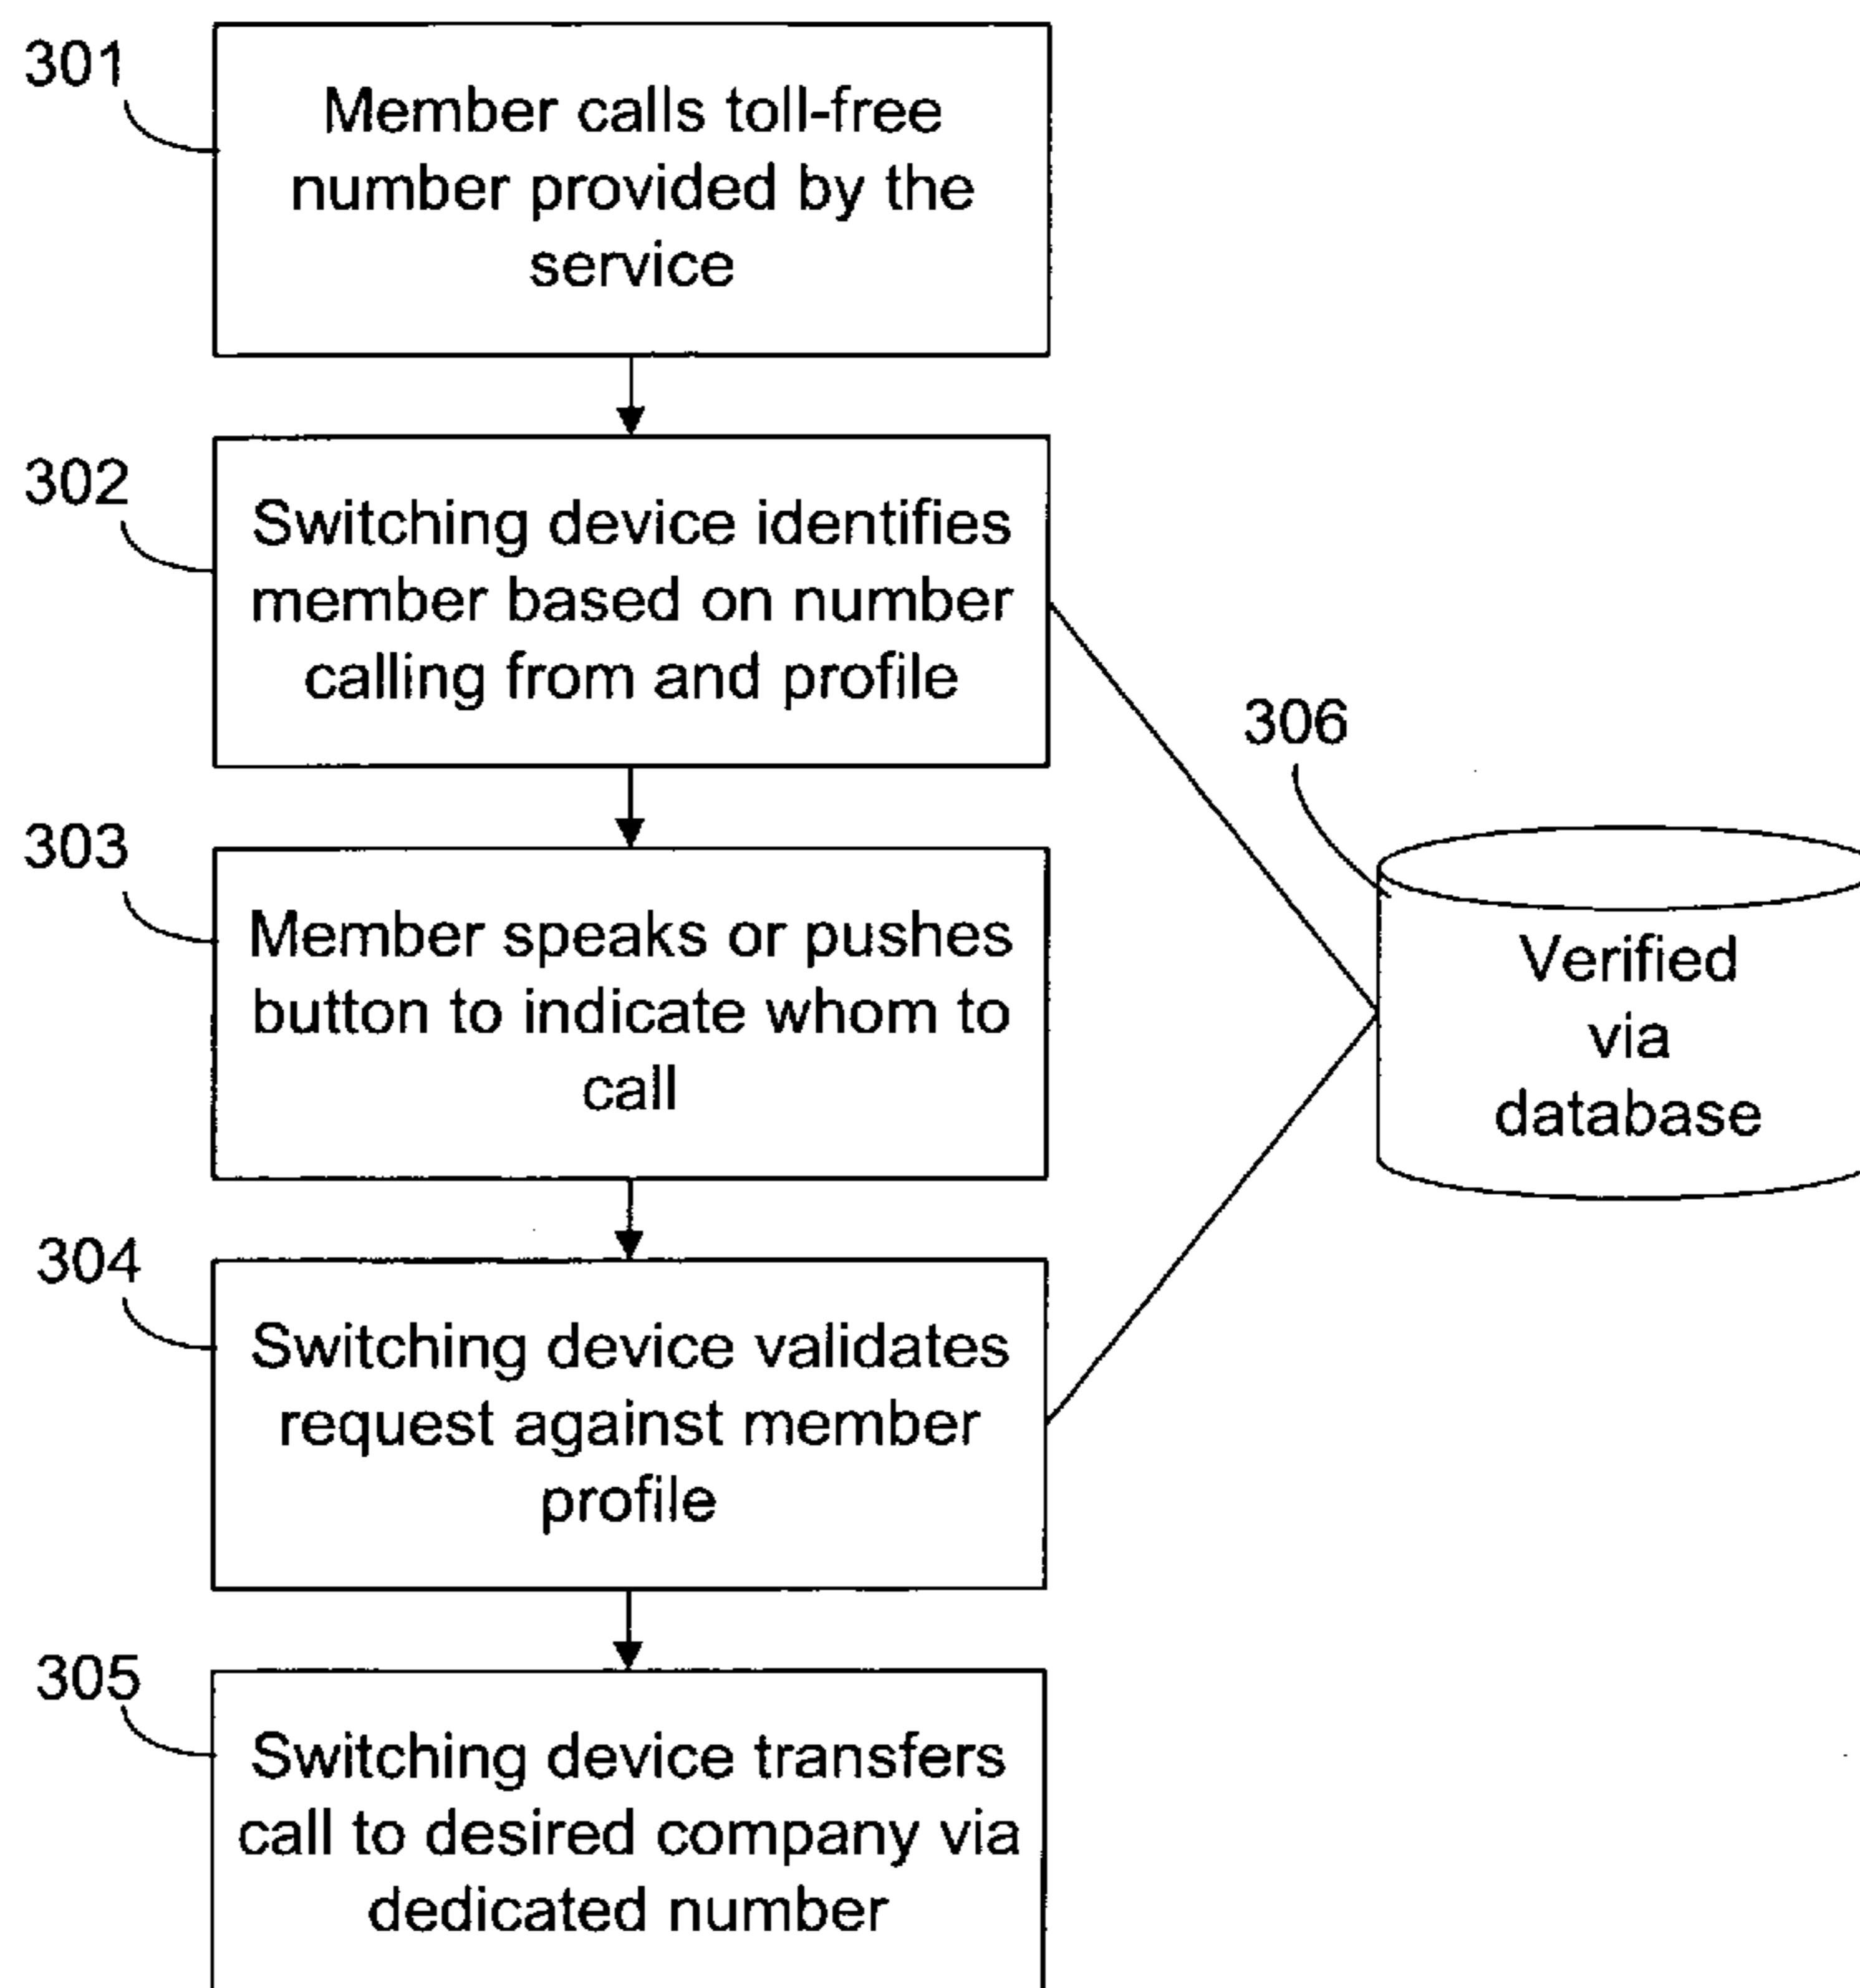 301
Member calls toll-free
number provided by the
service
302
Switching device identifies
member based on number
calling from and profile
306
303
Member speaks or pushes
button to indicate whom to
call
Verified
via
database
304
Switching device validates
request against member
profile
305
Switching device transfers
call to desired company via
dedicated number